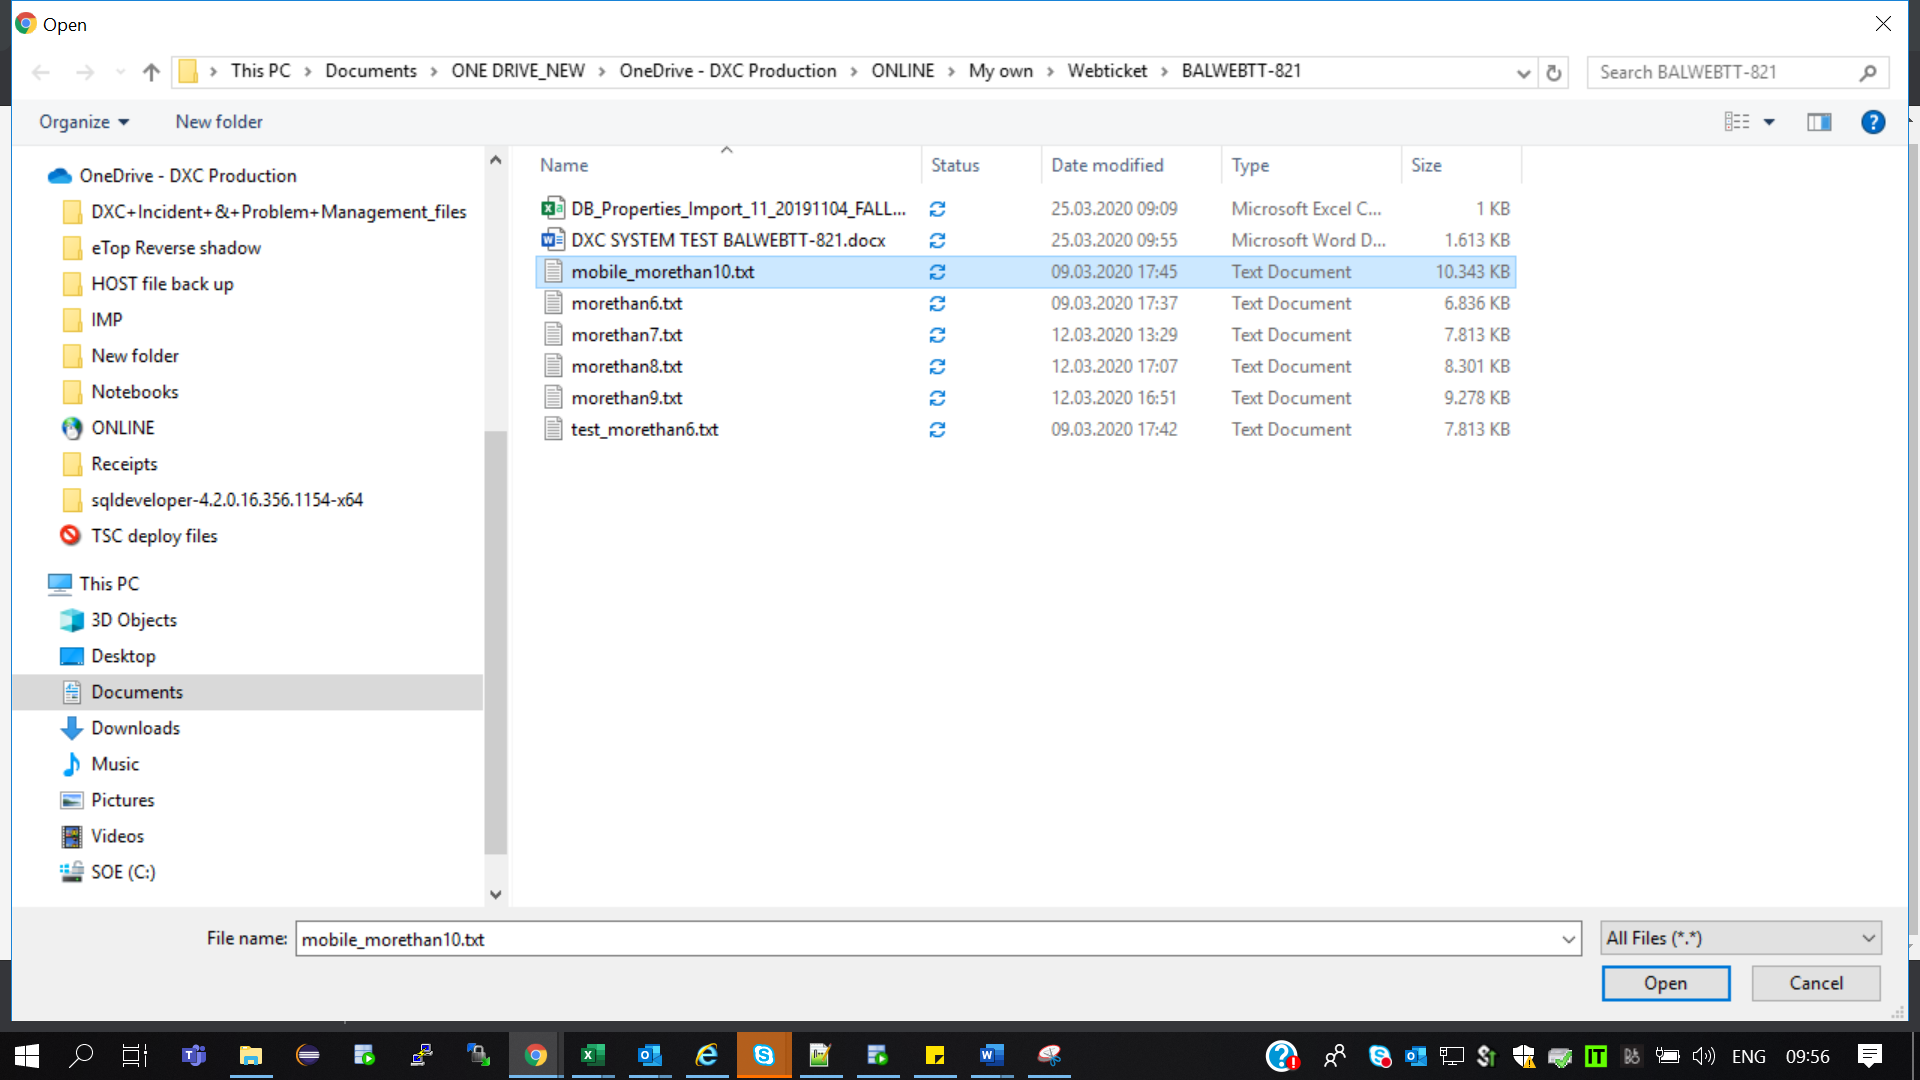 Open
This PC > Documents > ONE DRIVE_NEW > OneDrive - DXC Production > ONLINE > My own > Webticket > BALWEBTT-821
Search BALWEBTT-821
Organize
New folder
OneDrive - DXC Production
DXC+Incident+&+Problem+Management_files
eTop Reverse shadow
HOST file back up
IMP
New folder
Notebooks
ONLINE
Receipts
sqldeveloper-4.2.0.16.356.1154-x64
TSC deploy files
This PC
3D Objects
Desktop
Documents
Downloads
Music
Pictures
Videos
SOE (C:)
Name Status Date modified Type Size
DB_Properties_Import_11_20191104_FALL... 25.03.2020 09:09 Microsoft Excel C... 1 KB
DXC SYSTEM TEST BALWEBTT-821.docx 25.03.2020 09:55 Microsoft Word D... 1.613 KB
mobile_morethan10.txt 09.03.2020 17:45 Text Document 10.343 KB
morethan6.txt 09.03.2020 17:37 Text Document 6.836 KB
morethan7.txt 12.03.2020 13:29 Text Document 7.813 KB
morethan8.txt 12.03.2020 17:07 Text Document 8.301 KB
morethan9.txt 12.03.2020 16:51 Text Document 9.278 KB
test_morethan6.txt 09.03.2020 17:42 Text Document 7.813 KB
File name: mobile_morethan10.txt
All Files (*.*)
Open
Cancel
ENG 09:56